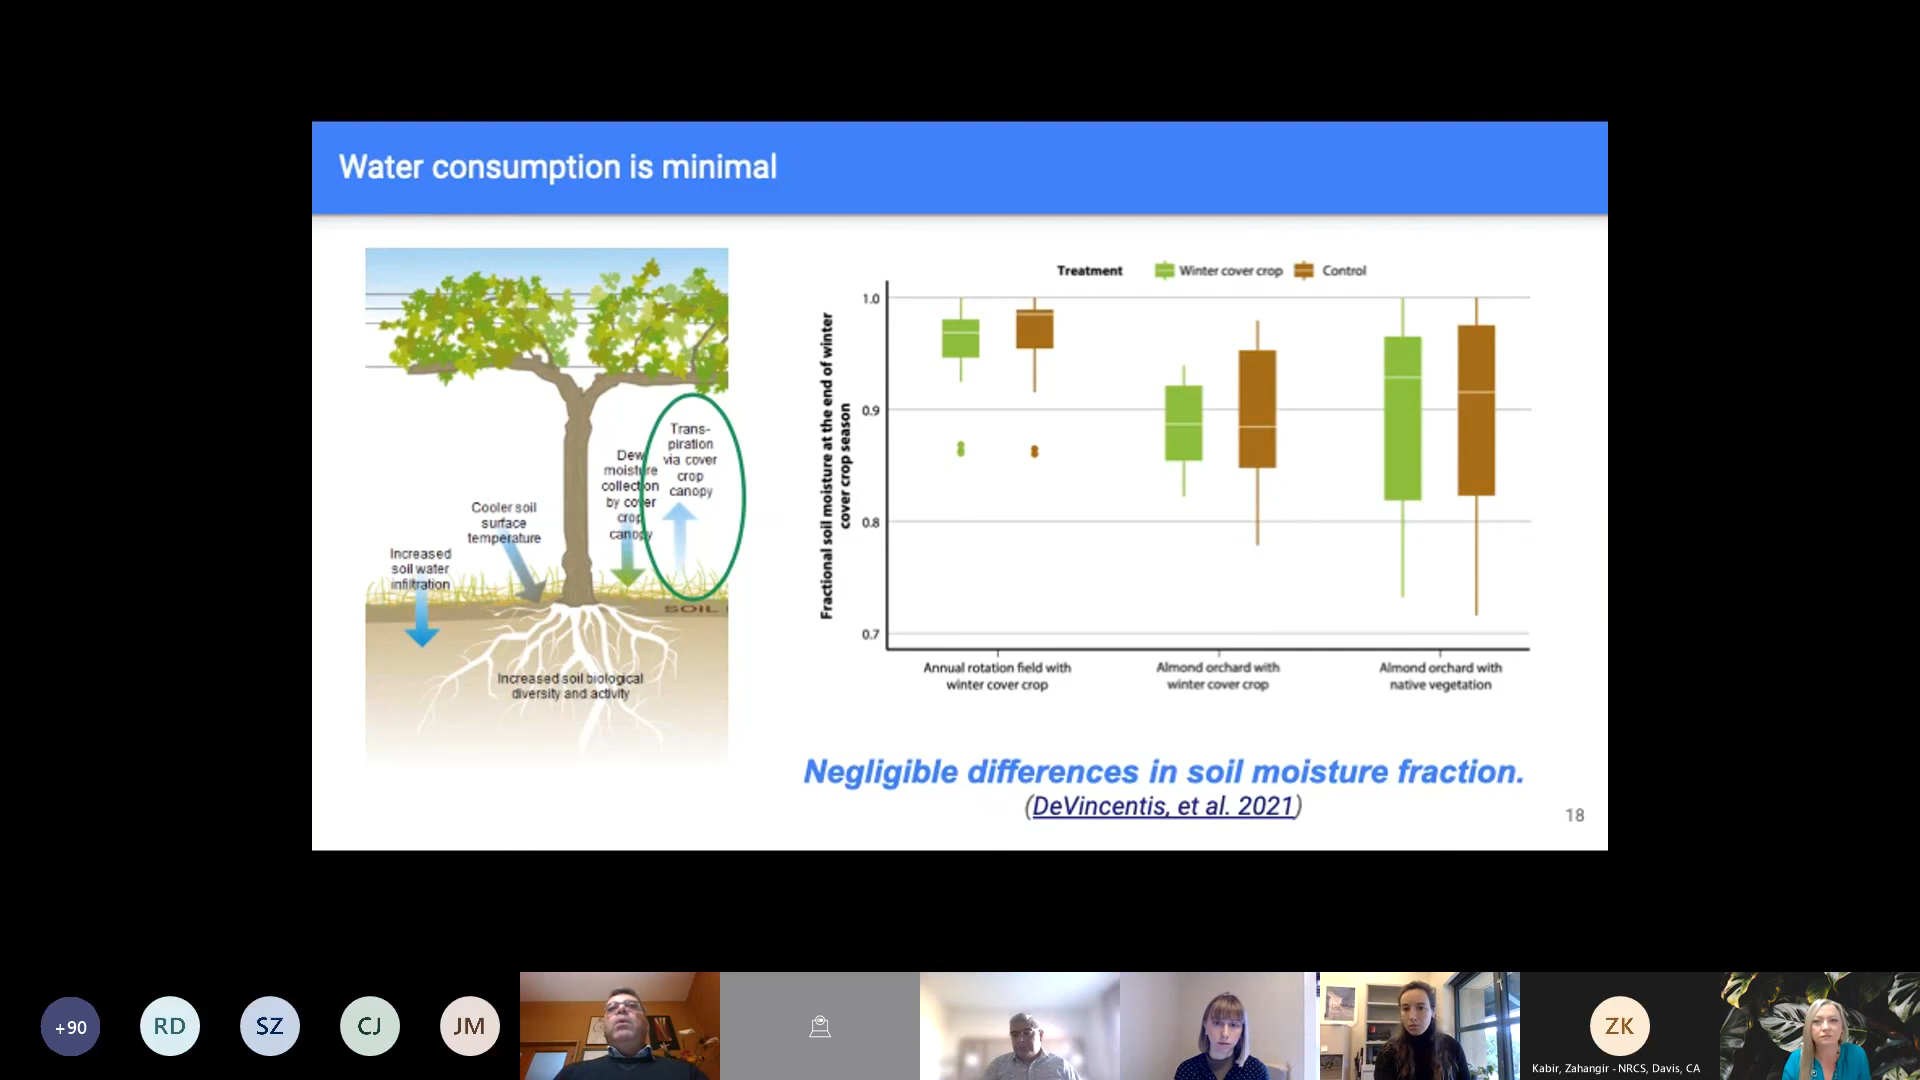 Water consumption is minimal
Trans-
piration
via cover
crop
canopy
Dew
moisture
collection
by cover
crop
canopy
Cooler soil
surface
temperature
Increased
soil water
infiltration
SOIL
Increased soil biological
diversity and activity
Treatment
Winter cover crop
Control
Fractional soil moisture at the end of winter
cover crop season
1.0
0.9
0.8
0.7
Annual rotation field with
winter cover crop
Almond orchard with
winter cover crop
Almond orchard with
native vegetation
Negligible differences in soil moisture fraction.
(DeVincentis, et al. 2021)
18
+90
RD
SZ
CJ
JM
ZK
Kabir, Zahangir - NRCS, Davis, CA